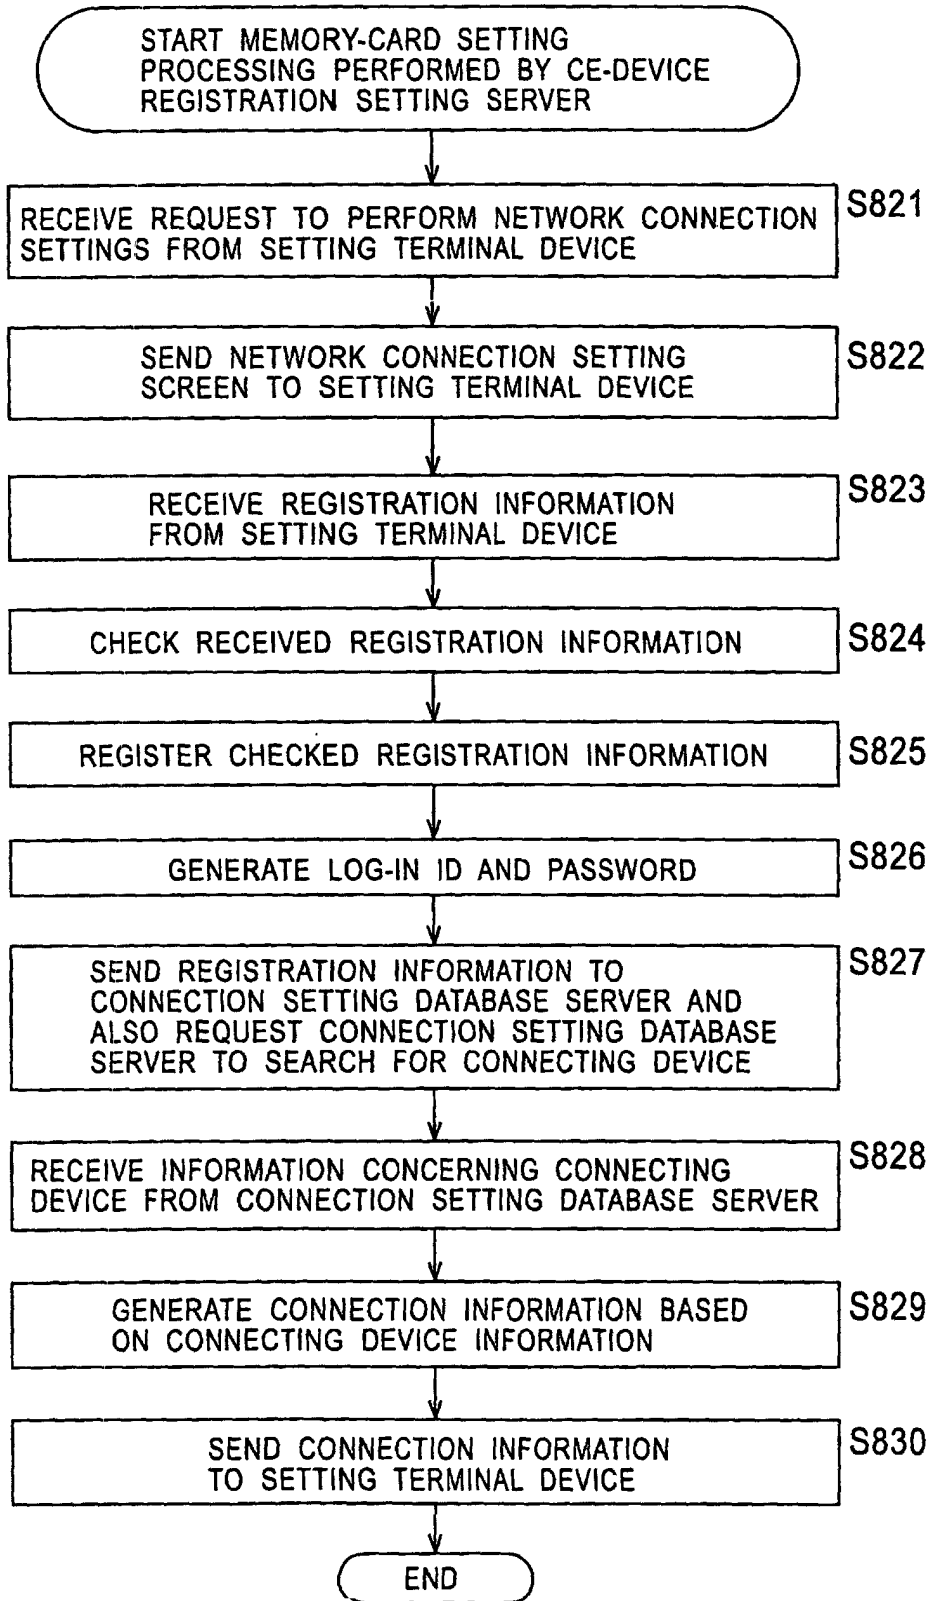 START MEMORY-CARD SETTING
PROCESSING PERFORMED BY CE-DEVICE
REGISTRATION SETTING SERVER
RECEIVE REQUEST TO PERFORM NETWORK CONNECTION
SETTINGS FROM SETTING TERMINAL DEVICE
S821
SEND NETWORK CONNECTION SETTING
SCREEN TO SETTING TERMINAL DEVICE
S822
RECEIVE REGISTRATION INFORMATION
FROM SETTING TERMINAL DEVICE
S823
CHECK RECEIVED REGISTRATION INFORMATION
S824
REGISTER CHECKED REGISTRATION INFORMATION
S825
GENERATE LOG-IN ID AND PASSWORD
S826
SEND REGISTRATION INFORMATION TO
CONNECTION SETTING DATABASE SERVER AND
ALSO REQUEST CONNECTION SETTING DATABASE
SERVER TO SEARCH FOR CONNECTING DEVICE
S827
RECEIVE INFORMATION CONCERNING CONNECTING
DEVICE FROM CONNECTION SETTING DATABASE SERVER
S828
GENERATE CONNECTION INFORMATION BASED
ON CONNECTING DEVICE INFORMATION
S829
SEND CONNECTION INFORMATION
TO SETTING TERMINAL DEVICE
S830
END